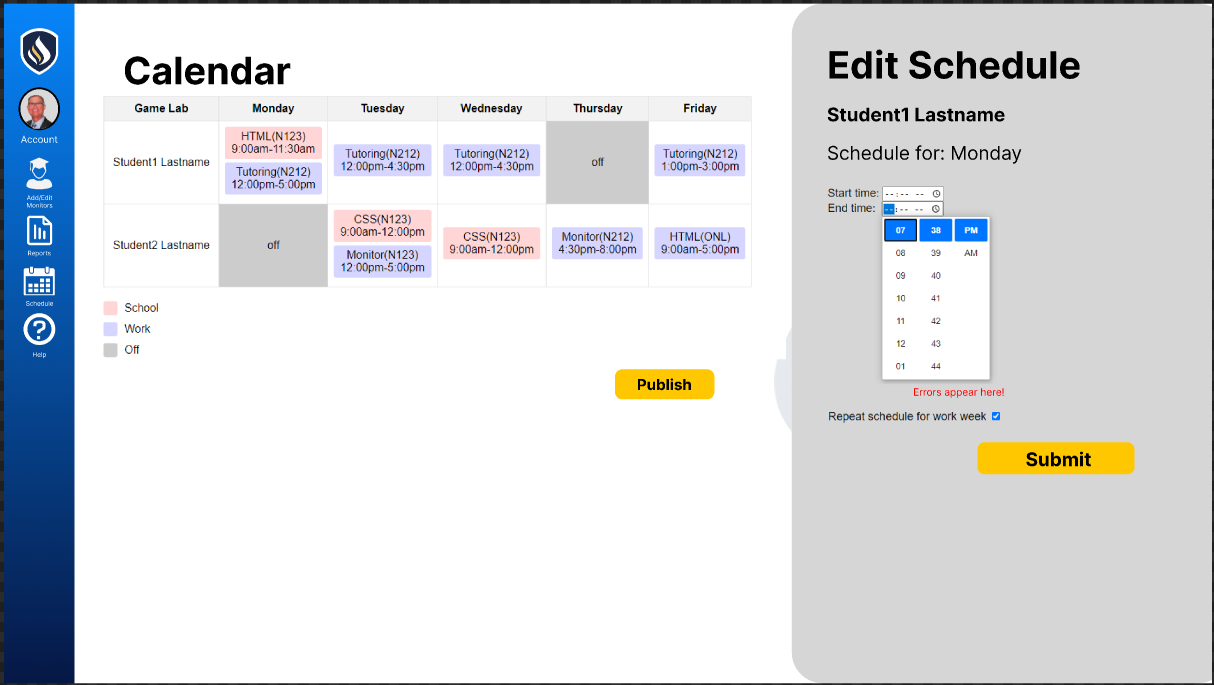 Account
Add/Edit
Monitors
Reports
Schedule
Help
Calendar
Game Lab Monday Tuesday Wednesday Thursday Friday
Student1 Lastname
HTML(N123)
9:00am-11:30am
Tutoring(N212)
12:00pm-5:00pm
Tutoring(N212)
12:00pm-4:30pm
Tutoring(N212)
12:00pm-4:30pm
off
Tutoring(N212)
1:00pm-3:00pm
Student2 Lastname
off
CSS(N123)
9:00am-12:00pm
Monitor(N123)
12:00pm-5:00pm
CSS(N123)
9:00am-12:00pm
Monitor(N212)
4:30pm-8:00pm
HTML(ONL)
9:00am-5:00pm
School
Work
Off
Publish
Edit Schedule
Student1 Lastname
Schedule for: Monday
Start time: --:-- --
End time: --:-- --
07 38 PM
08 39 AM
09 40
10 41
11 42
12 43
01 44
Errors appear here!
Repeat schedule for work week
Submit